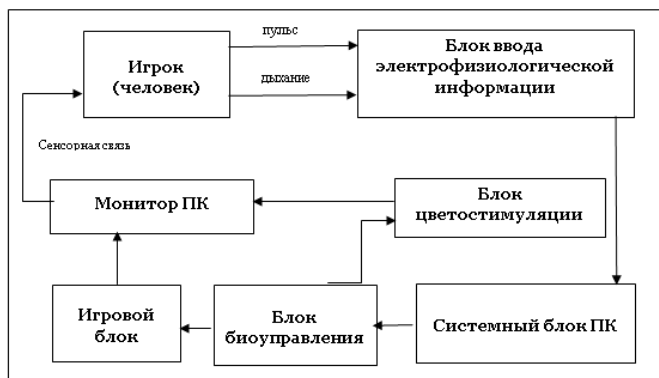 пульс
Игрок
(человек)
дыхание
Блок ввода
электрофизиологической
информации
Сенсорная связь
Монитор ПК
Блок
цветостимуляции
Игровой
блок
Блок
биоуправления
Системный блок ПК